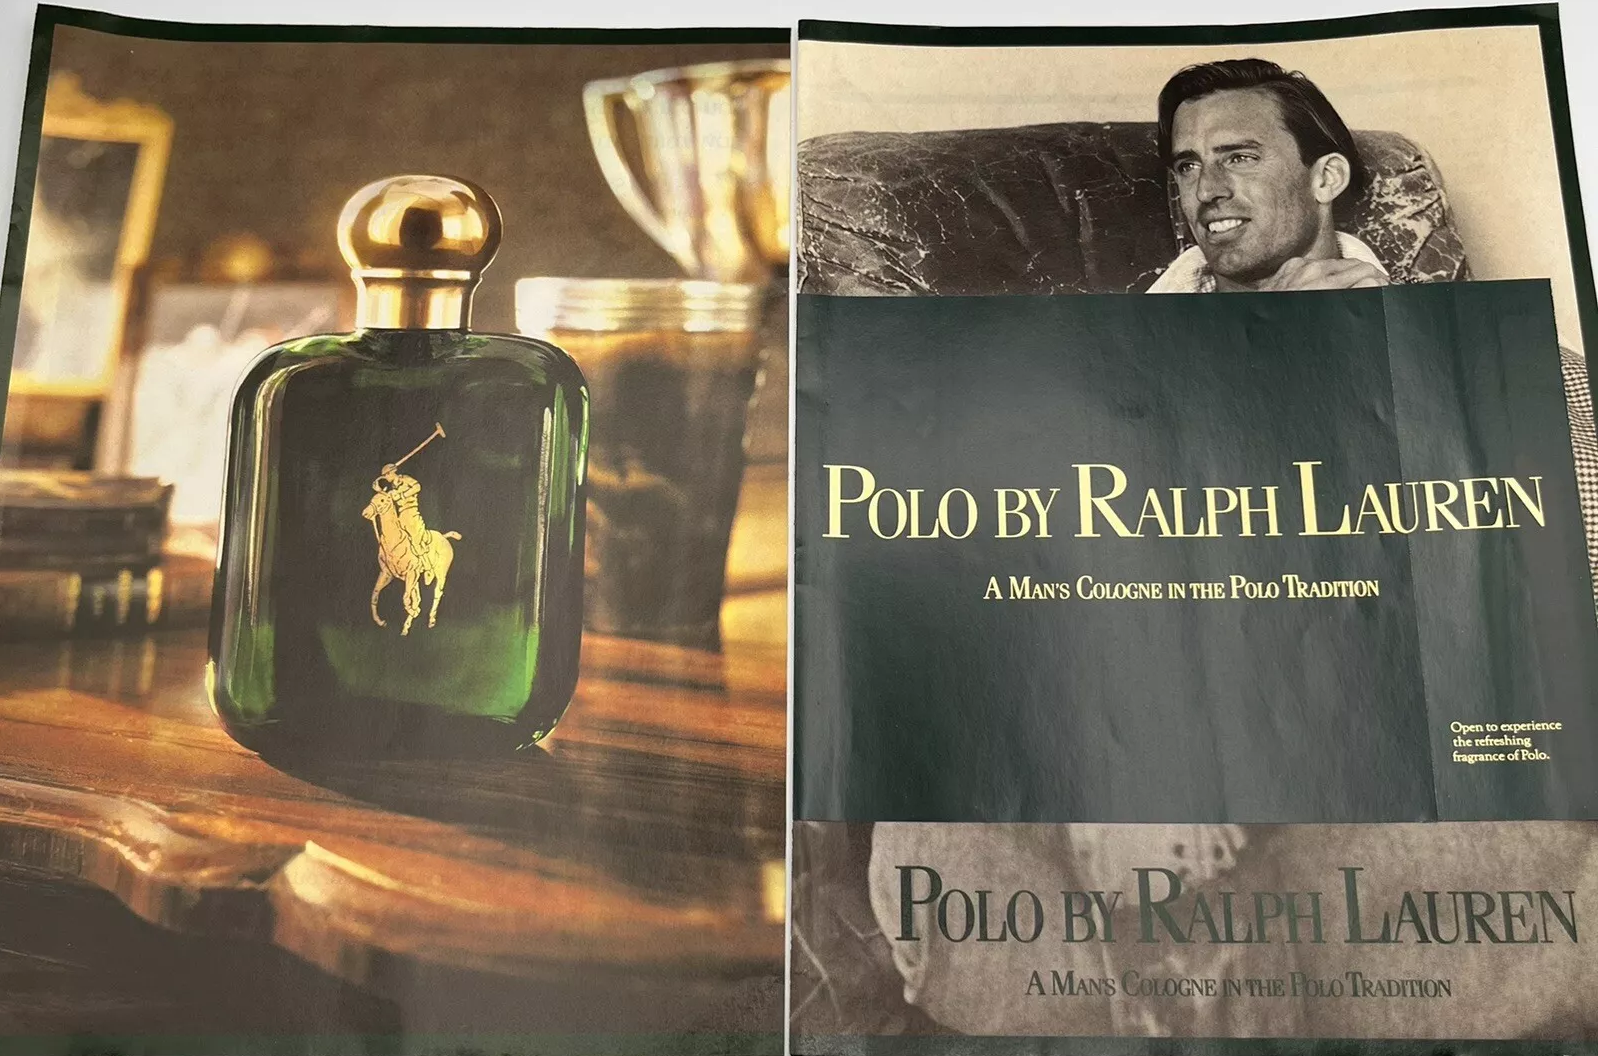 POLO BY RALPH LAUREN
A MAN'S COLOGNE IN THE POLO TRADITION
Open to experience
the refreshing
fragrance of Polo.
POLO BY RALPH LAUREN
A MAN'S COLOGNE IN THE POLO TRADITION